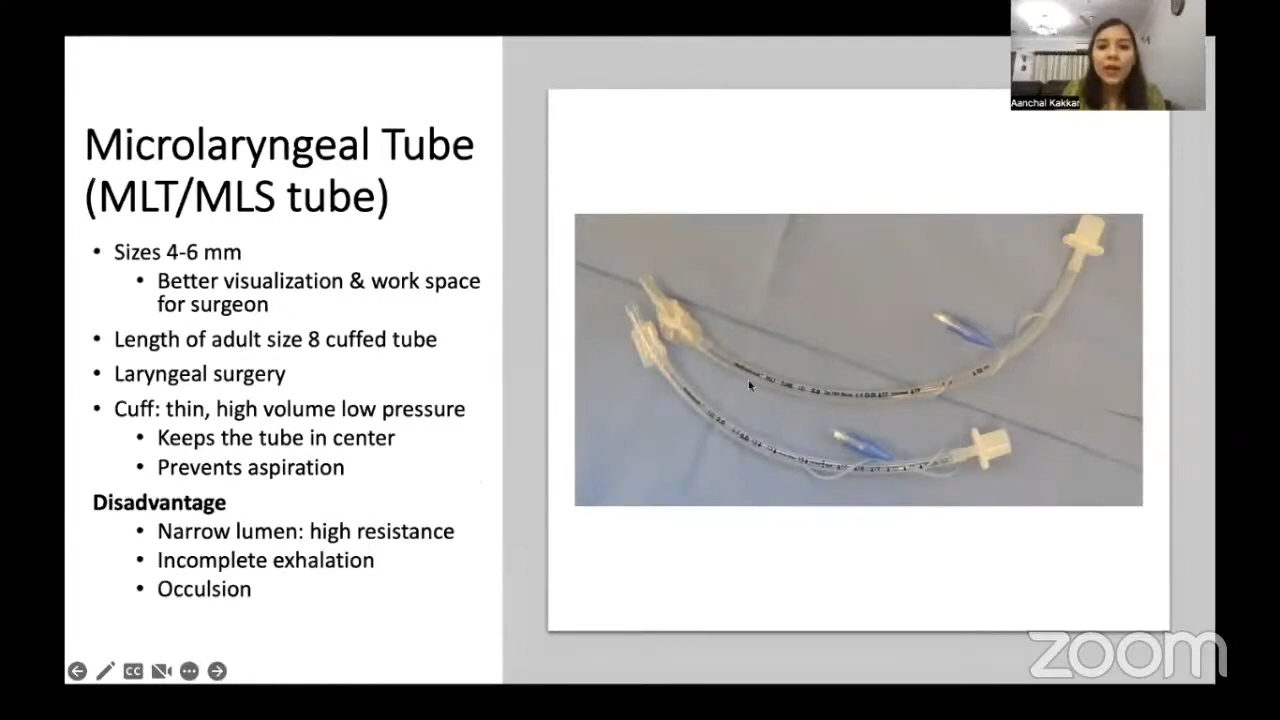 Aanchal Kakkar
Microlaryngeal Tube
(MLT/MLS tube)
• Sizes 4-6 mm
• Better visualization & work space
for surgeon
• Length of adult size 8 cuffed tube
• Laryngeal surgery
• Cuff: thin, high volume low pressure
• Keeps the tube in center
• Prevents aspiration
Disadvantage
• Narrow lumen: high resistance
• Incomplete exhalation
• Occulsion
CC
zoom